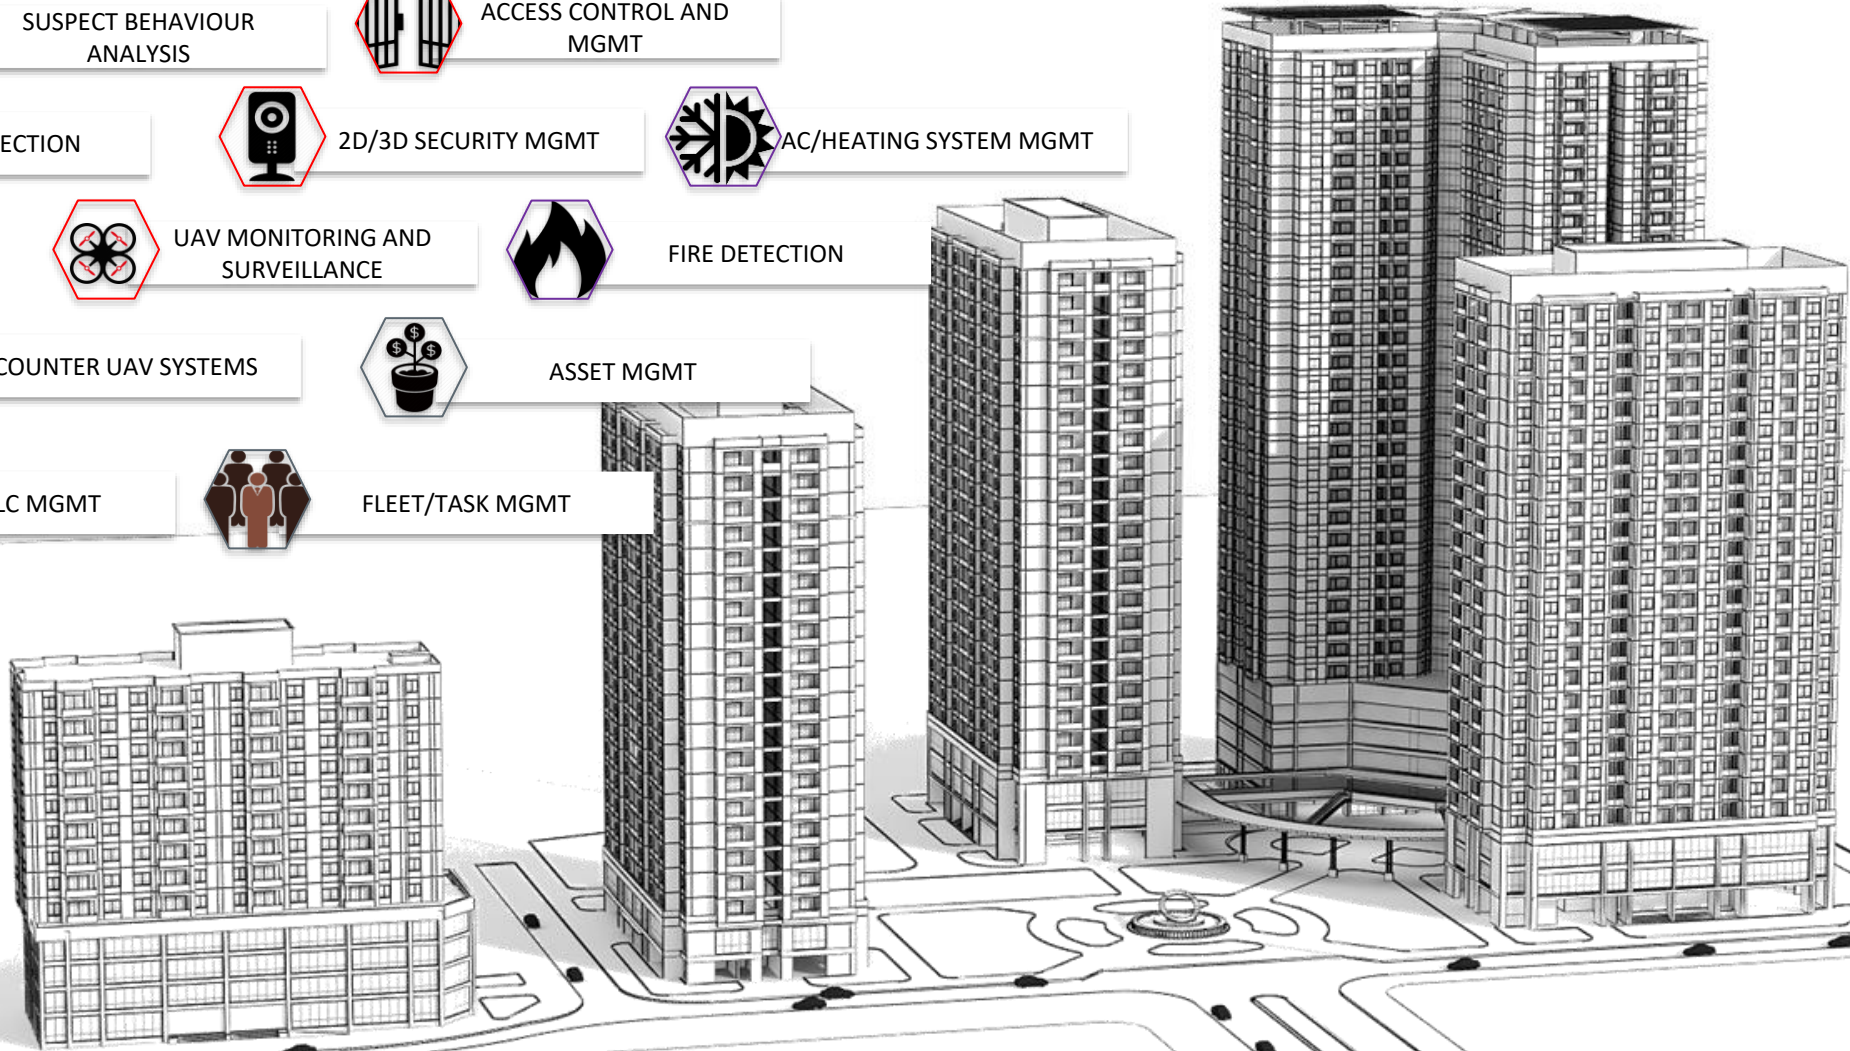 SUSPECT BEHAVIOUR
ANALYSIS
ACCESS CONTROL AND
MGMT
ECTION
2D/3D SECURITY MGMT
AC/HEATING SYSTEM MGMT
UAV MONITORING AND
SURVEILLANCE
FIRE DETECTION
COUNTER UAV SYSTEMS
ASSET MGMT
LC MGMT
FLEET/TASK MGMT